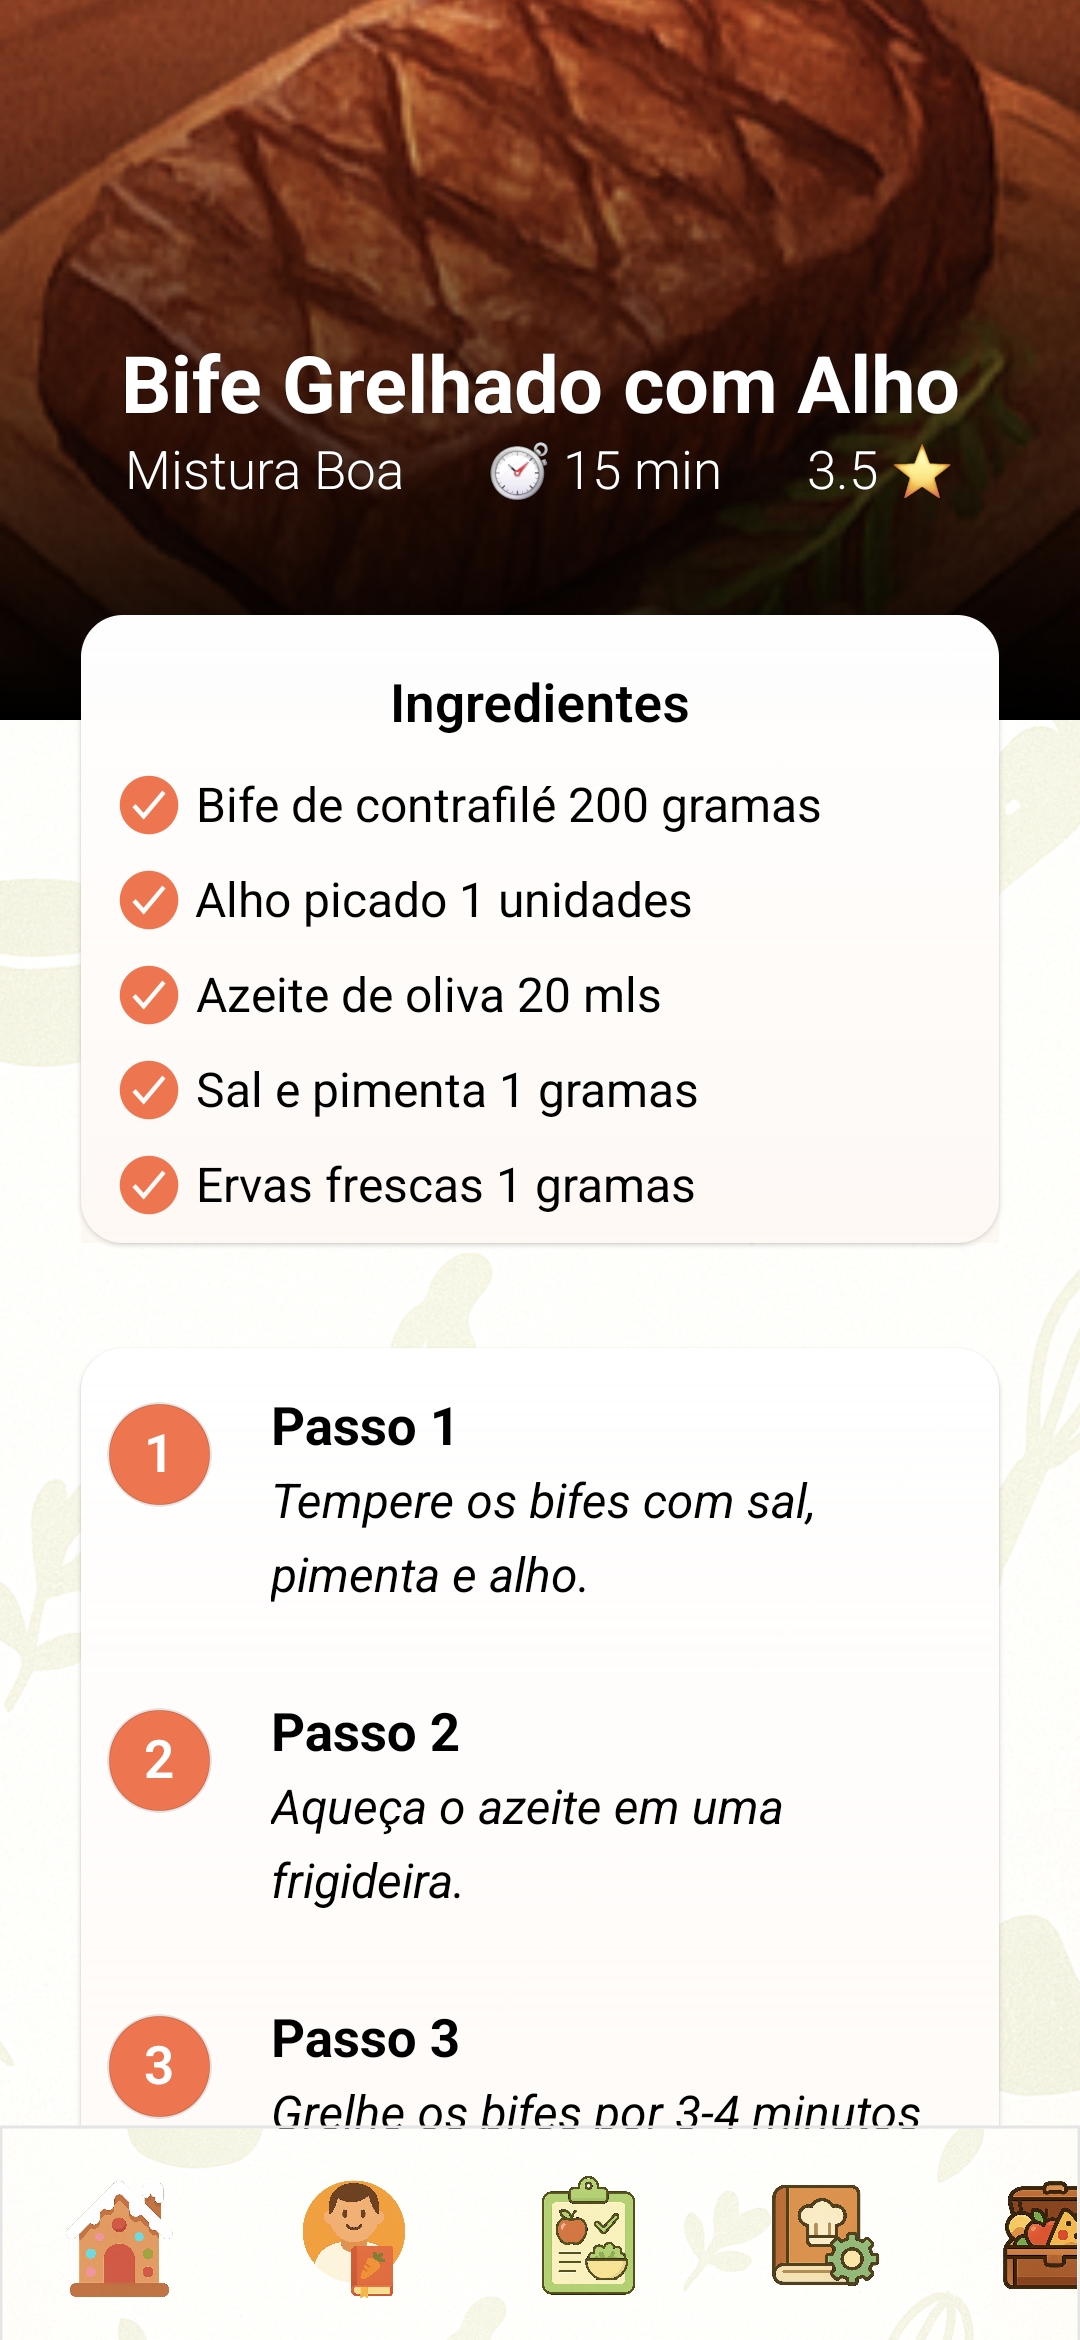 Bife Grelhado com Alho
Mistura Boa 15 min 3.5
Ingredientes
Bife de contrafilé 200 gramas
Alho picado 1 unidades
Azeite de oliva 20 mls
Sal e pimenta 1 gramas
Ervas frescas 1 gramas
1 Passo 1
Tempere os bifes com sal,
pimenta e alho.
2 Passo 2
Aqueça o azeite em uma
frigideira.
3 Passo 3
Grelhe os bifes por 3-4 minutos